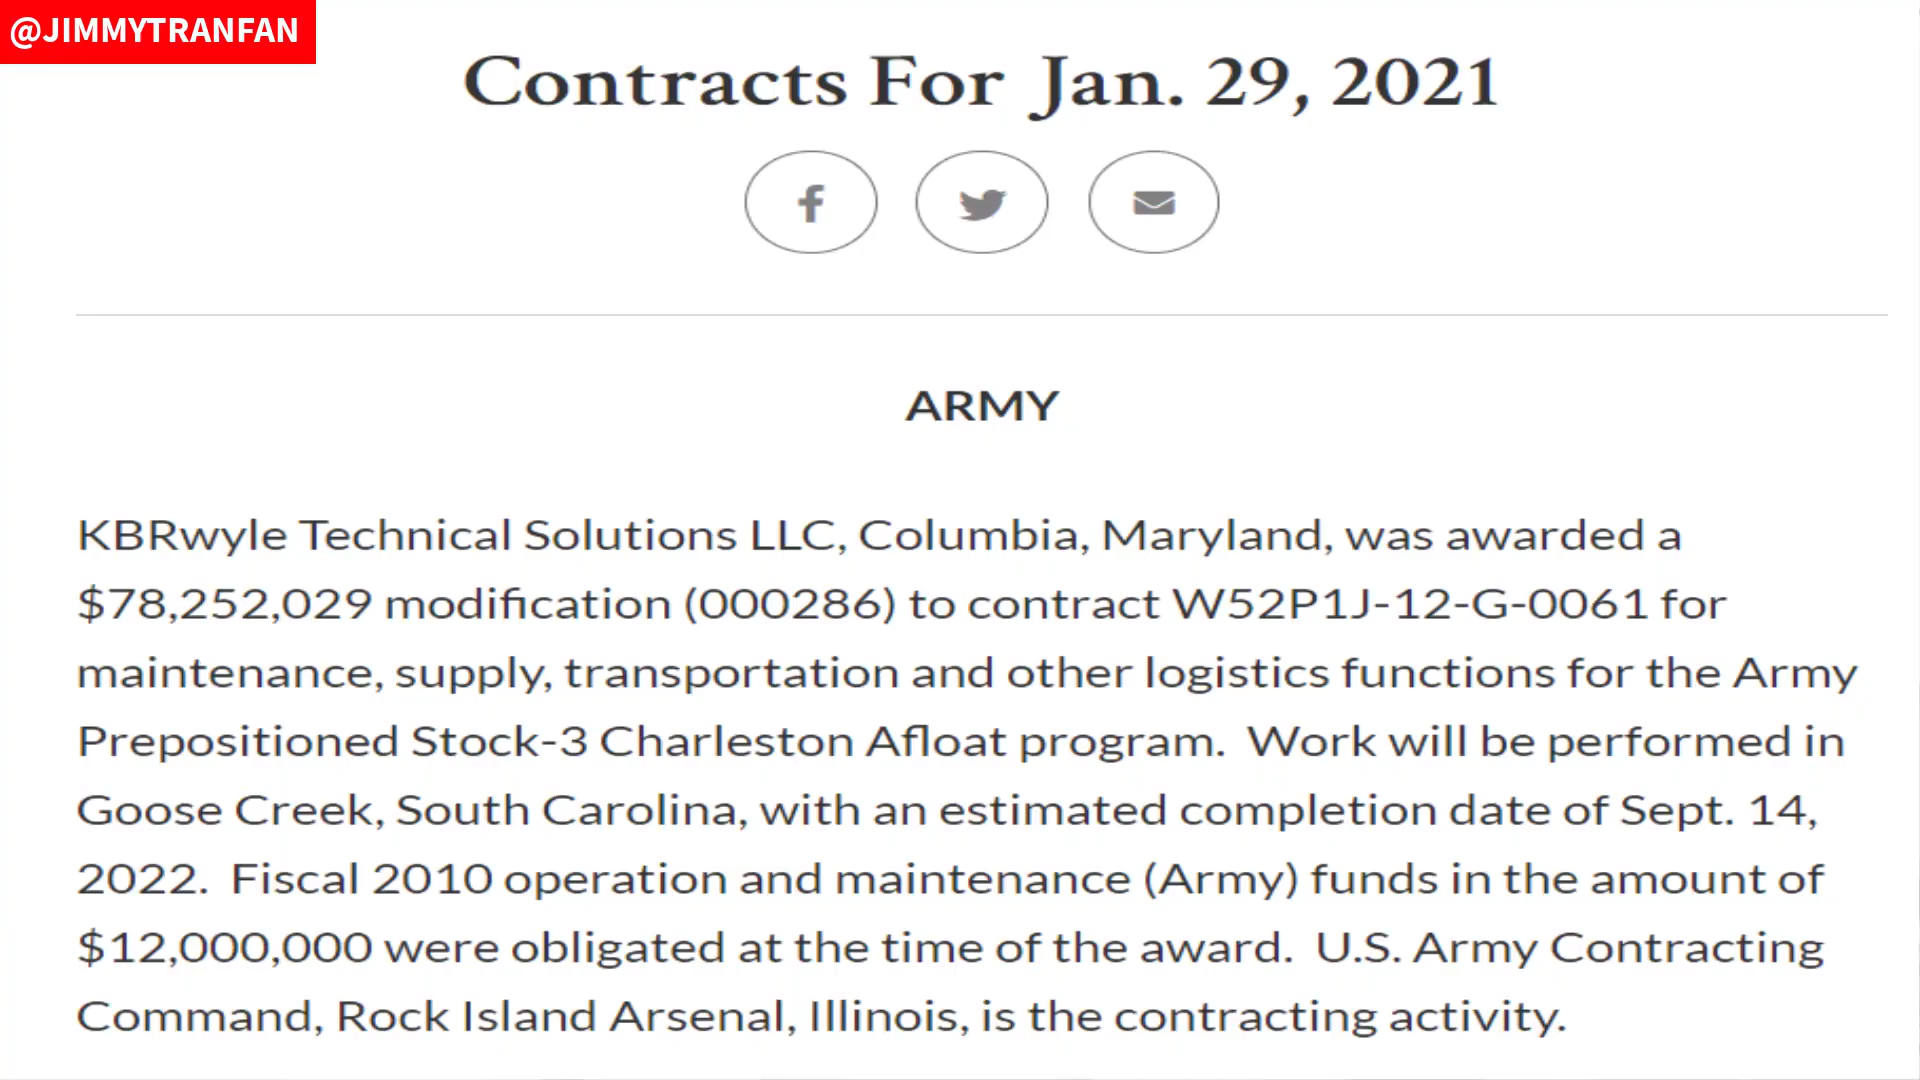 @JIMMYTRANFAN
Contracts For Jan. 29, 2021
ARMY
KBRwyle Technical Solutions LLC, Columbia, Maryland, was awarded a
$78,252,029 modification (000286) to contract W52P1J-12-G-0061 for
maintenance, supply, transportation and other logistics functions for the Army
Prepositioned Stock-3 Charleston Afloat program. Work will be performed in
Goose Creek, South Carolina, with an estimated completion date of Sept. 14,
2022. Fiscal 2010 operation and maintenance (Army) funds in the amount of
$12,000,000 were obligated at the time of the award. U.S. Army Contracting
Command, Rock Island Arsenal, Illinois, is the contracting activity.